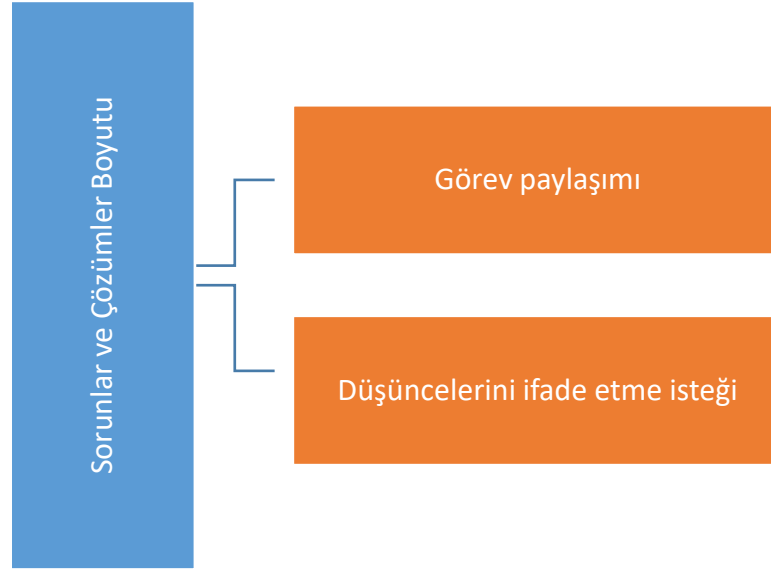 Sorunlar ve Çözümler Boyutu
Görev paylaşımı
Düşüncelerini ifade etme isteği